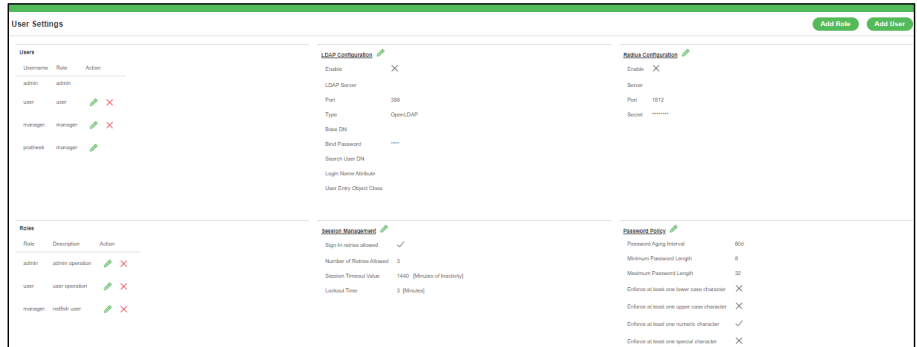 User Settings
Add Role
Add User
Users
Username Role Action
admin admin
user user
manager manager
pratheek manager
LDAP Configuration
Enable
LDAP Server
Port 389
Type OpenLDAP
Base DN
Bind Password ••••
Search User DN
Login Name Attribute
User Entry Object Class
Radius Configuration
Enable
Server
Port 1812
Secret ••••••••
Roles
Role Description Action
admin admin operation
user user operation
manager redfish user
Session Management
Sign-In retries allowed
Number of Retries Allowed 3
Session Timeout Value 1440 [Minutes of Inactivity]
Lockout Time 3 [Minutes]
Password Policy
Password Aging Interval 60d
Minimum Password Length
Maximum Password Length 32
Enforce at least one lower case character
Enforce at least one upper case character
Enforce at least one numeric character
Enforce at least one special character